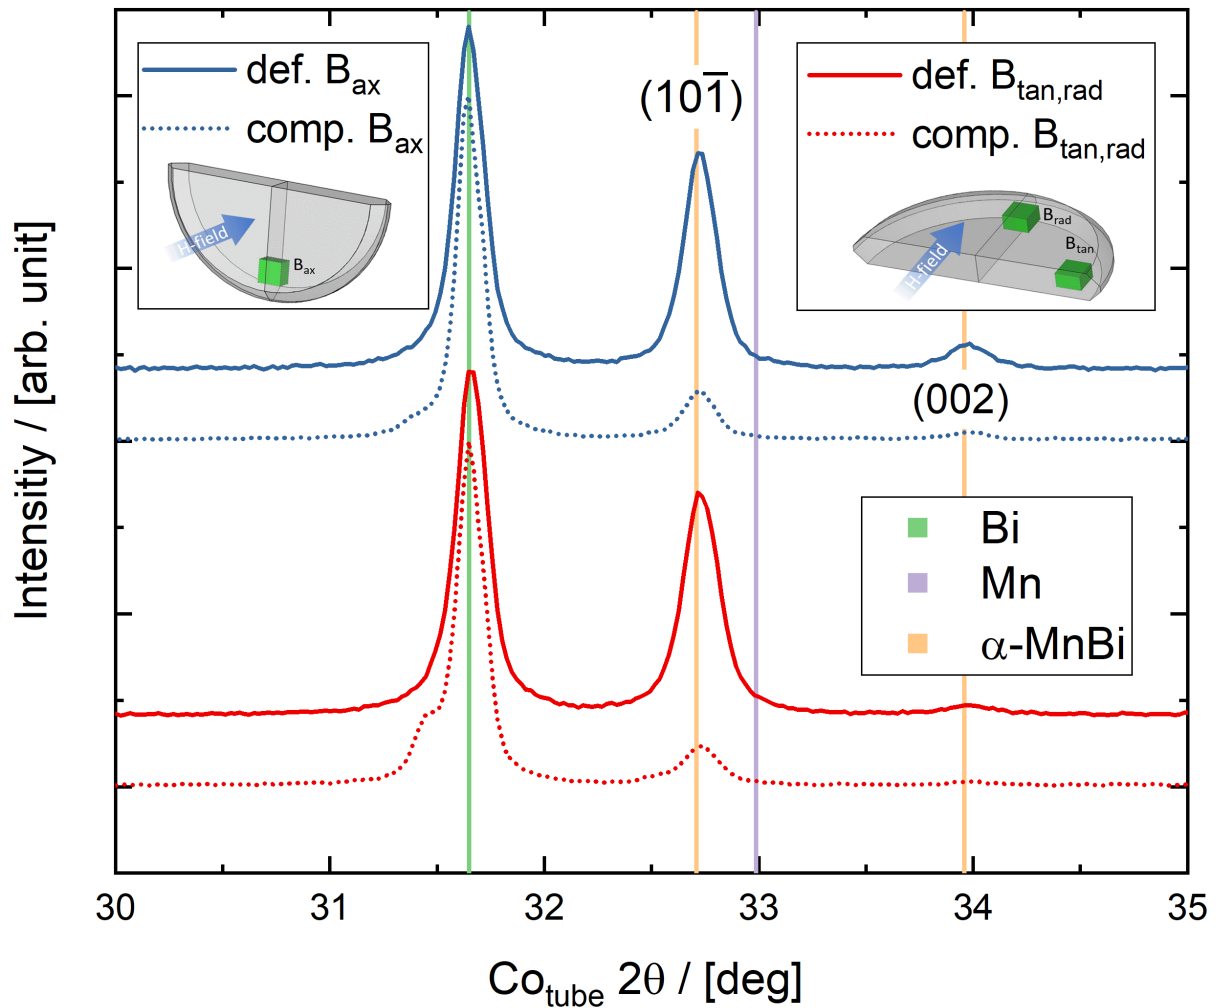 def. B_ax
comp. B_ax
H-field
B_ax
(101̅)
def. B_tan,rad
comp. B_tan,rad
H-field
B_rad
B_tan
(002)
Bi
Mn
α-MnBi
Intensitiy / [arb. unit]
30 31 32 33 34 35
Co_tube 2θ / [deg]